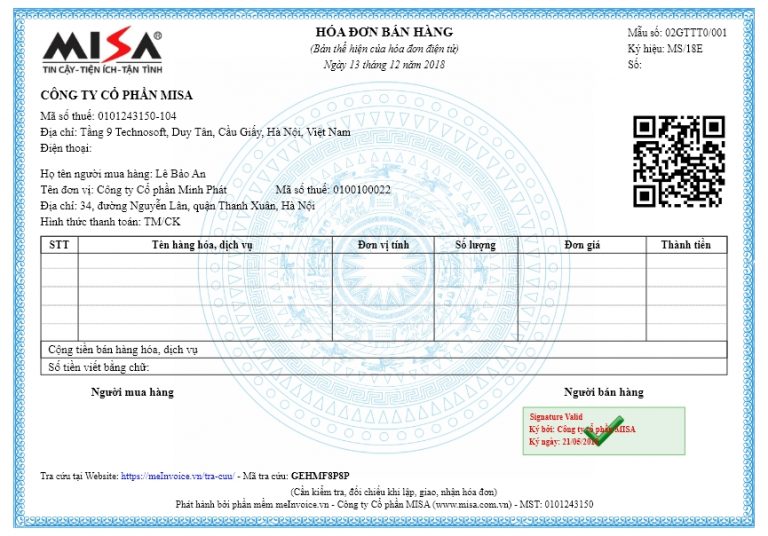 MISA®
TIN CẬY-TIỆN ÍCH-TẬN TÌNH
HÓA ĐƠN BÁN HÀNG
(Bản thể hiện của hóa đơn điện tử)
Ngày 13 tháng 12 năm 2018
Mẫu số: 02GTTT0/001
Ký hiệu: MS/18E
Số:
CÔNG TY CỔ PHẦN MISA
Mã số thuế: 0101243150-104
Địa chỉ: Tầng 9 Technosoft, Duy Tân, Cầu Giấy, Hà Nội, Việt Nam
Điện thoại:
Họ tên người mua hàng: Lê Bảo An
Tên đơn vị: Công ty Cổ phần Minh Phát Mã số thuế: 0100100022
Địa chỉ: 34, đường Nguyễn Lân, quận Thanh Xuân, Hà Nội
Hình thức thanh toán: TM/CK
STT Tên hàng hóa, dịch vụ Đơn vị tính Số lượng Đơn giá Thành tiền
Cộng tiền bán hàng hóa, dịch vụ
Số tiền viết bằng chữ:
Người mua hàng Người bán hàng
Signature Valid
Ký bởi: Công ty cổ phần MISA
Ký ngày: 21/05/201
Tra cứu tại Website: https://meInvoice.vn/tra-cuu/ - Mã tra cứu: GEHMF8P8P
(Cần kiểm tra, đối chiếu khi lập, giao, nhận hóa đơn)
Phát hành bởi phần mềm meInvoice.vn - Công ty Cổ phần MISA (www.misa.com.vn) - MST: 0101243150